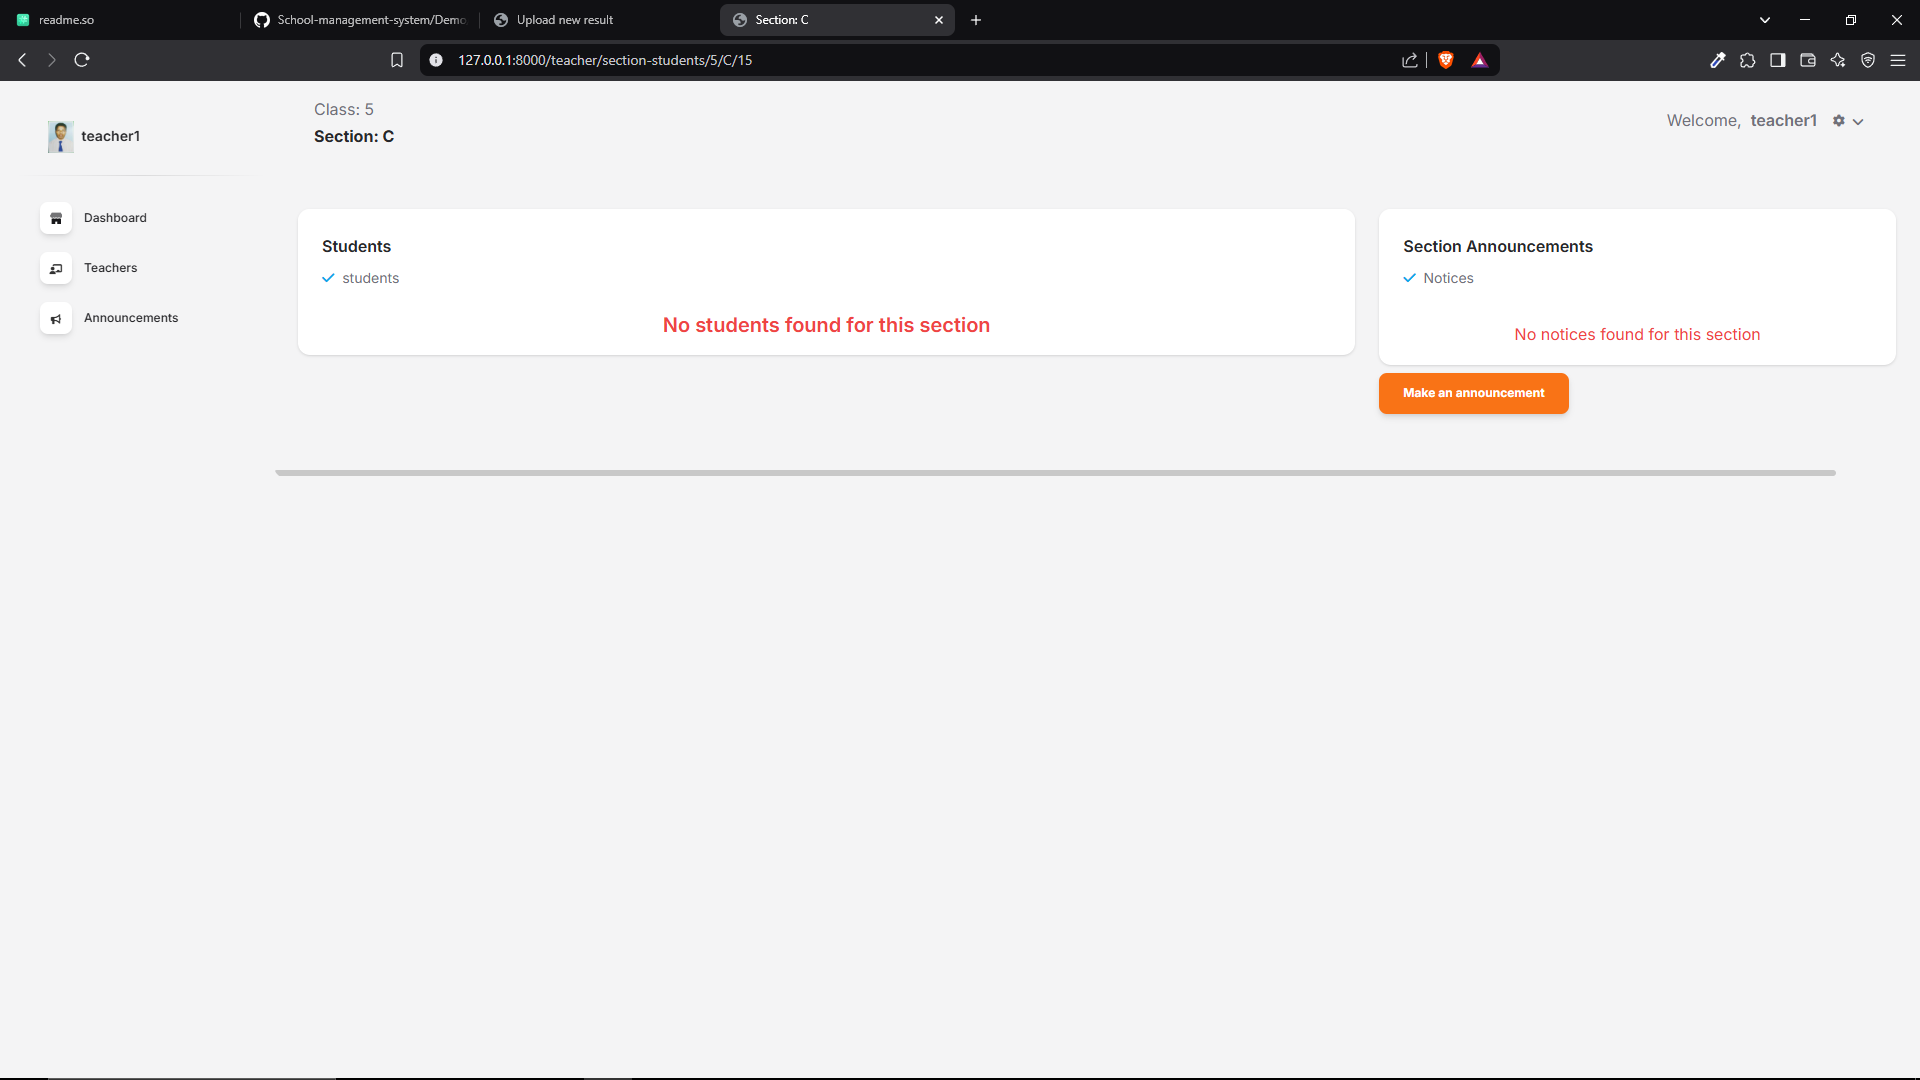 readme.so
School-management-system/Demo
Upload new result
Section: C
127.0.0.1:8000/teacher/section-students/5/C/15
teacher1
Class: 5
Section: C
Welcome, teacher1
Dashboard
Teachers
Announcements
Students
students
No students found for this section
Section Announcements
Notices
No notices found for this section
Make an announcement